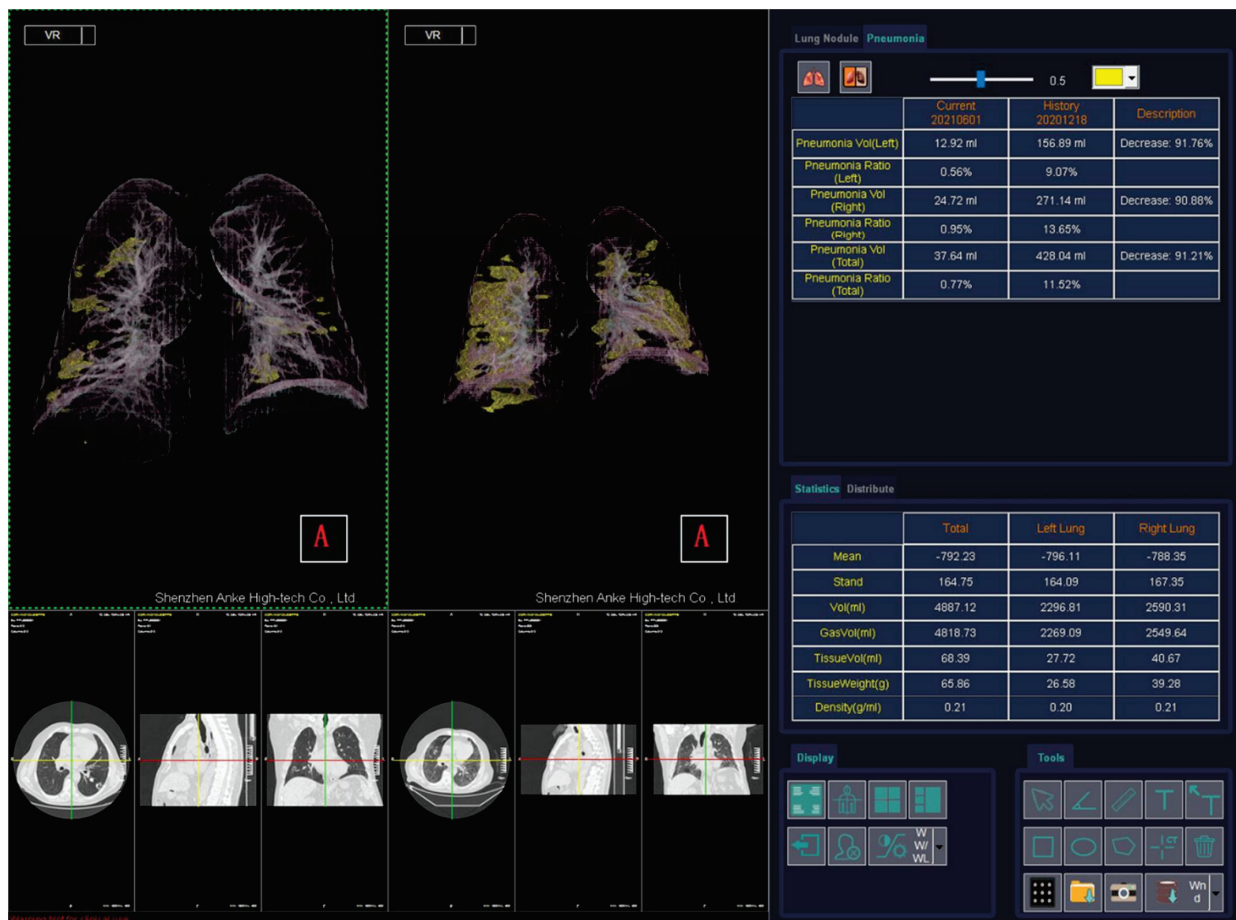 VR
VR
A
A
Shenzhen Anke High-tech Co , Ltd
Shenzhen Anke High-tech Co , Ltd
Lung Nodule Pneumonia
0.5
Current 20210601 History 20201218 Description
Pneumonia Vol(Left) 12.92 ml 156.89 ml Decrease: 91.76%
Pneumonia Ratio (Left) 0.56% 9.07%
Pneumonia Vol (Right) 24.72 ml 271.14 ml Decrease: 90.88%
Pneumonia Ratio (Right) 0.95% 13.65%
Pneumonia Vol (Total) 37.64 ml 428.04 ml Decrease: 91.21%
Pneumonia Ratio (Total) 0.77% 11.52%
Statistics Distribute
Total Left Lung Right Lung
Mean -792.23 -796.11 -788.35
Stand 164.75 164.09 167.35
Vol(ml) 4887.12 2296.81 2590.31
GasVol(ml) 4818.73 2269.09 2549.64
TissueVol(ml) 68.39 27.72 40.67
TissueWeight(g) 65.86 26.58 39.28
Density(g/ml) 0.21 0.20 0.21
Display
W
W/
WL
Tools
T
T
CT
Wn
d